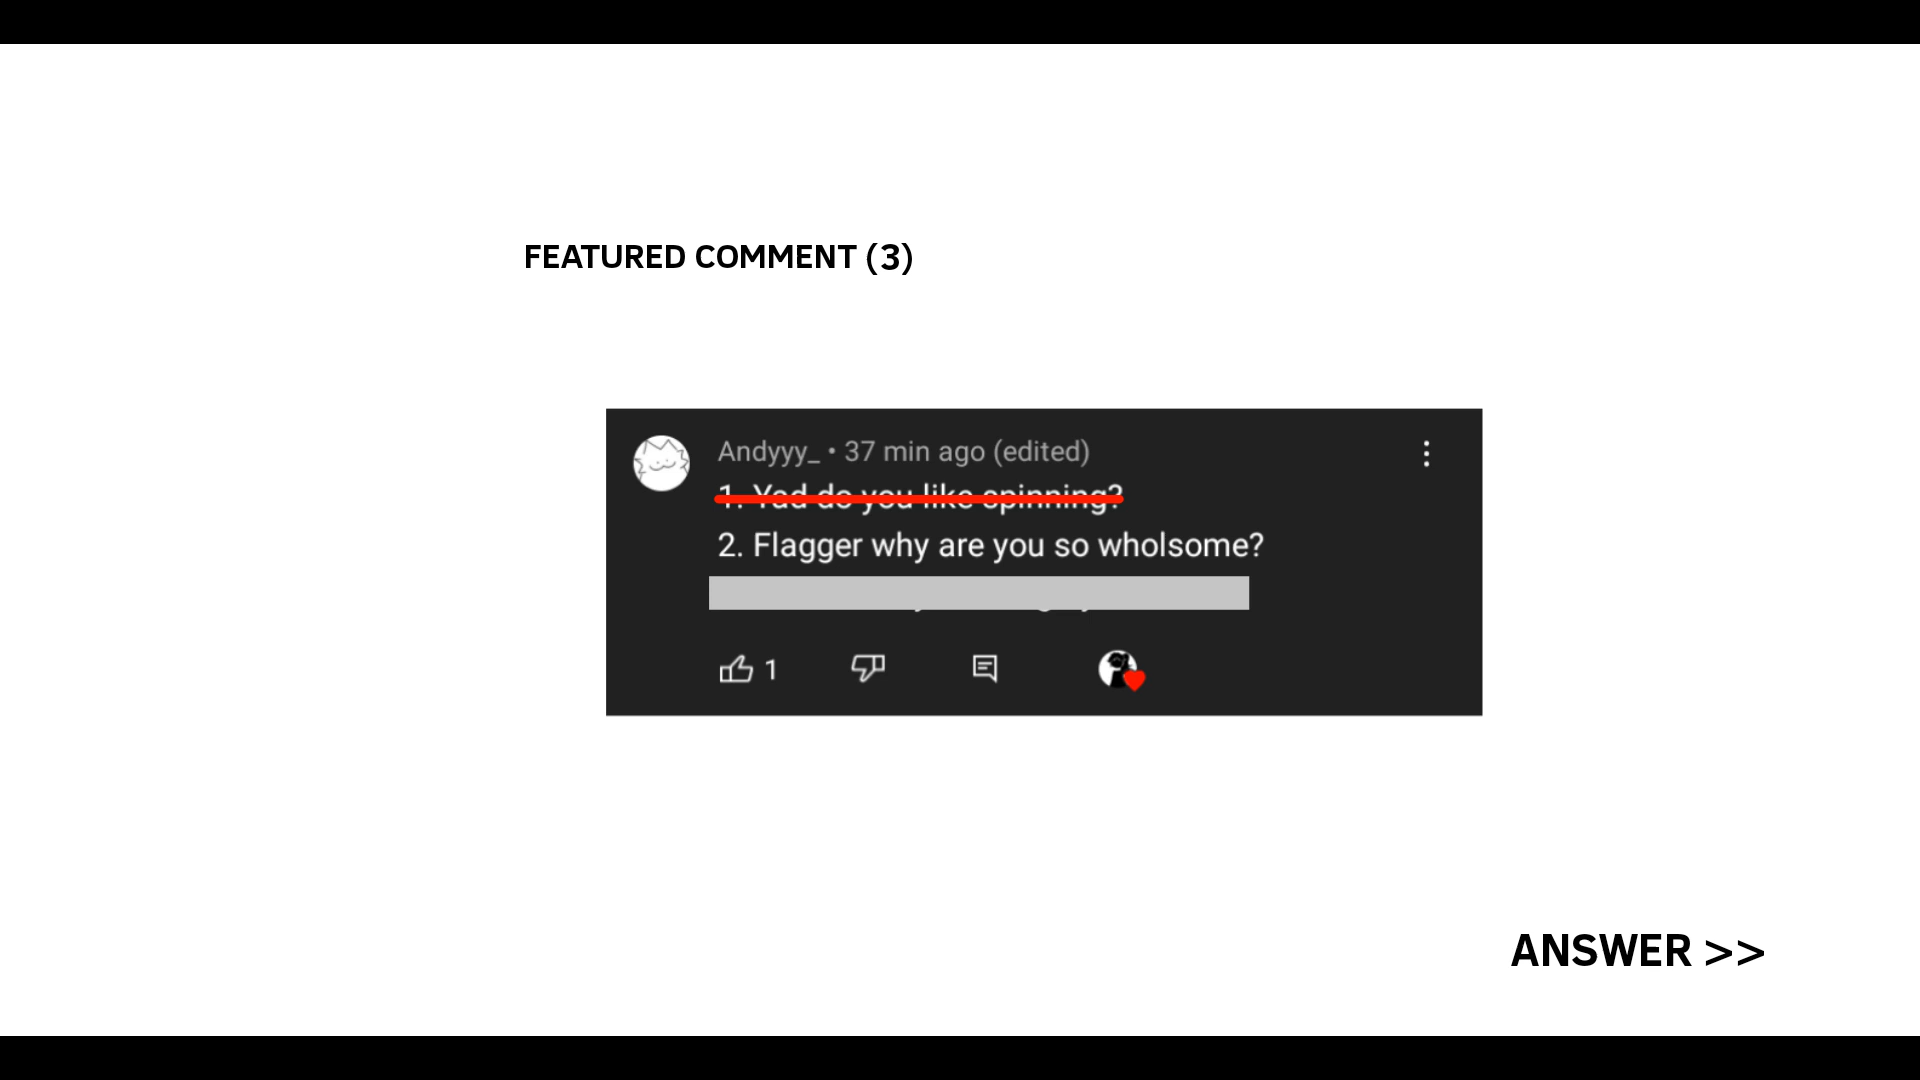 FEATURED COMMENT (3)
Andyyy_ • 37 min ago (edited)
1. Yad do you like spinning?
2. Flagger why are you so wholsome?
1
ANSWER >>